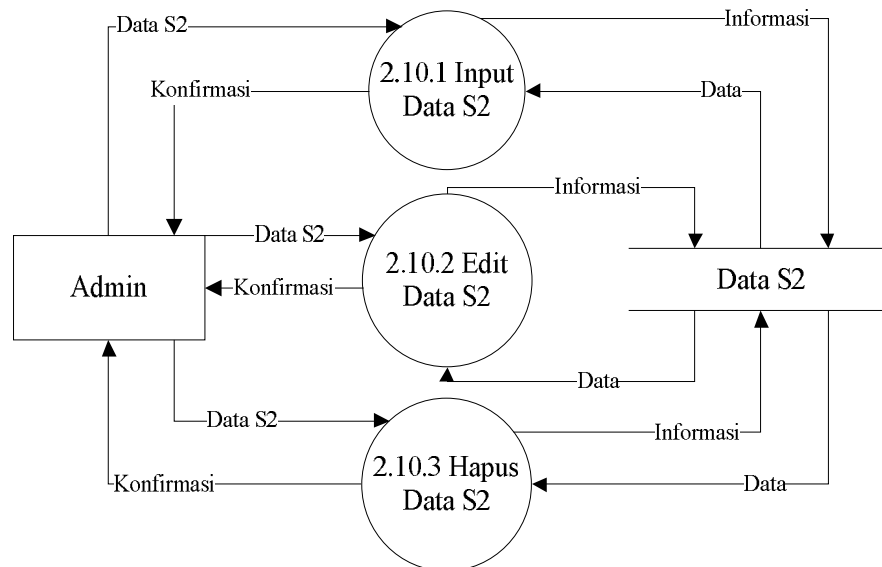 Data S2
Informasi
2.10.1 Input
Data S2
Konfirmasi
Data
Informasi
Data S2
2.10.2 Edit
Data S2
Admin
Konfirmasi
Data S2
Data
Data S2
Informasi
2.10.3 Hapus
Data S2
Konfirmasi
Data